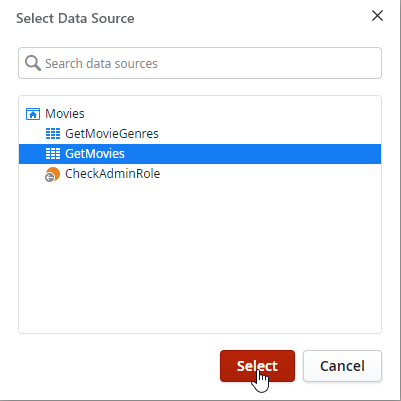 Select Data Source
Search data sources
Movies
GetMovieGenres
GetMovies
CheckAdminRole
Select
Cancel